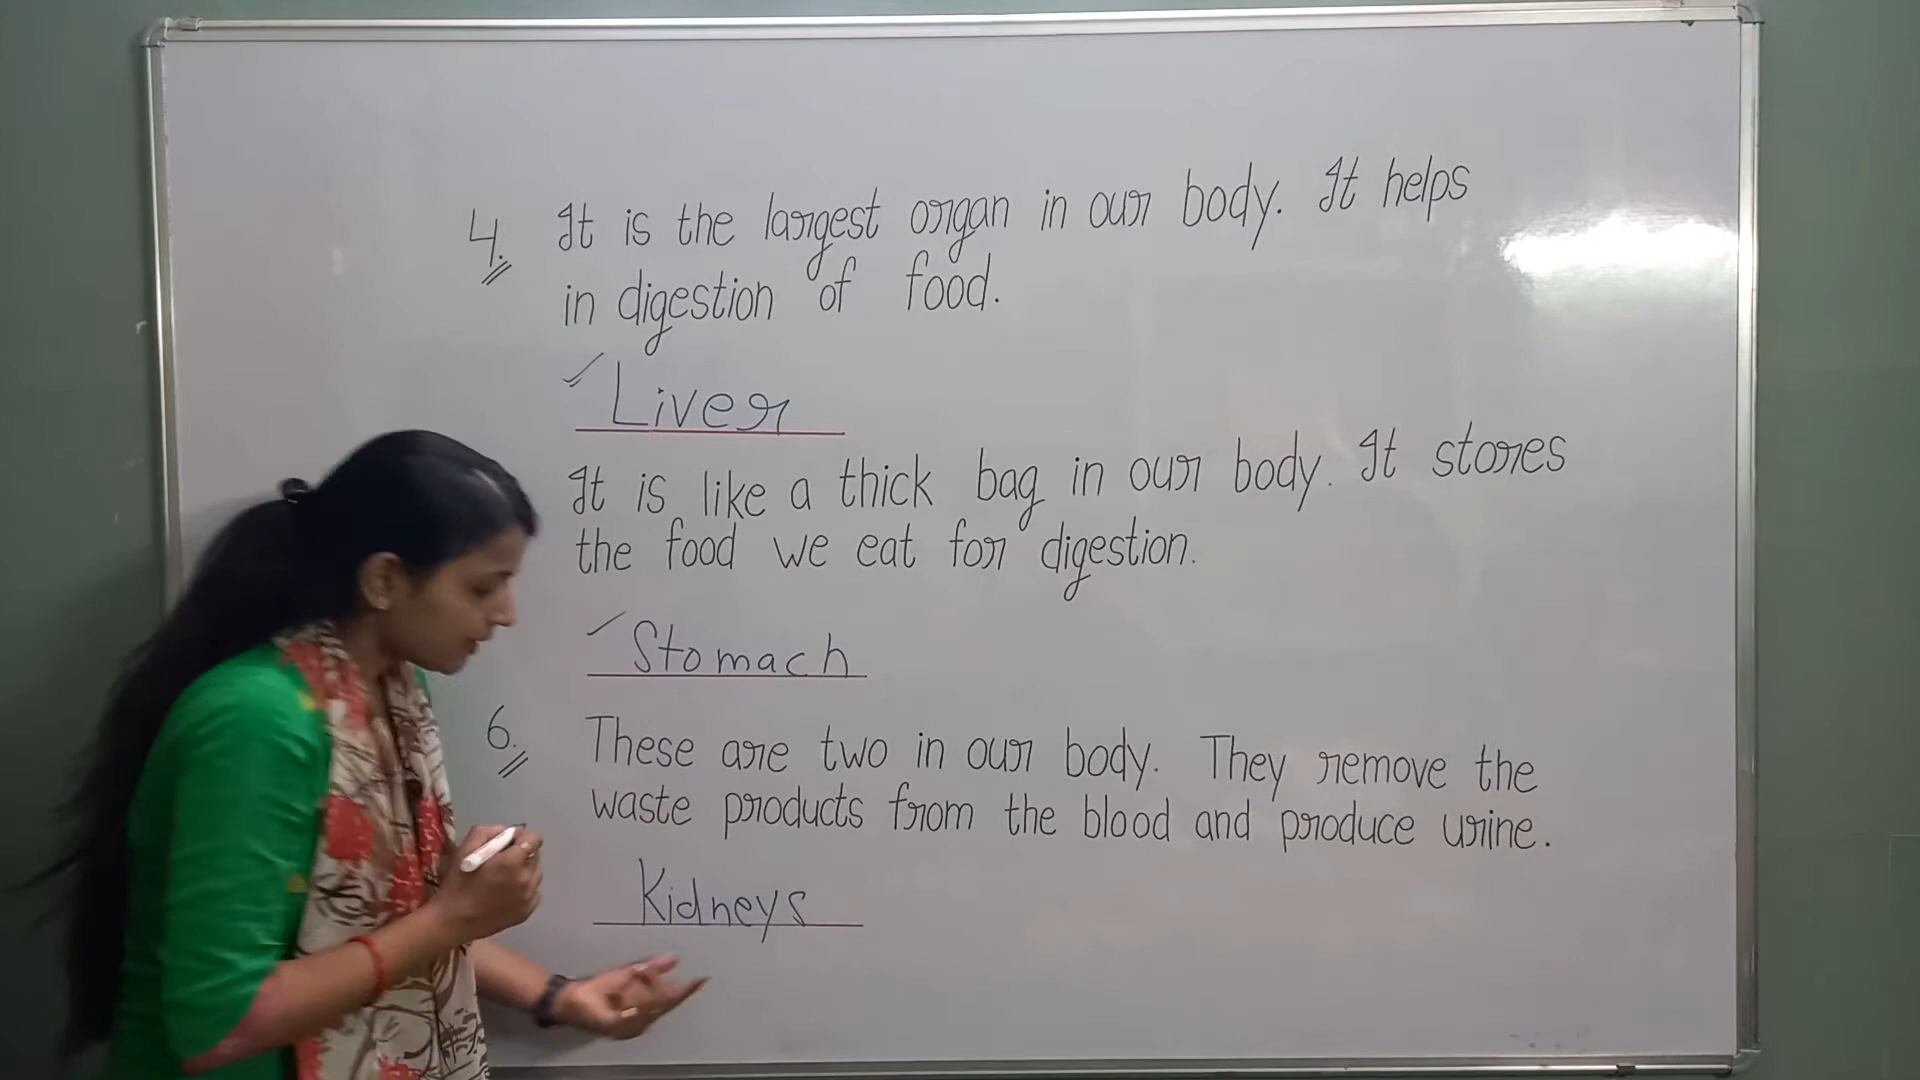 4. It is the largest organ in our body. It helps
in digestion of food.
Liver
It is like a thick bag in our body. It stores
the food we eat for digestion.
Stomach
6. These are two in our body. They remove the
waste products from the blood and produce urine.
Kidneys